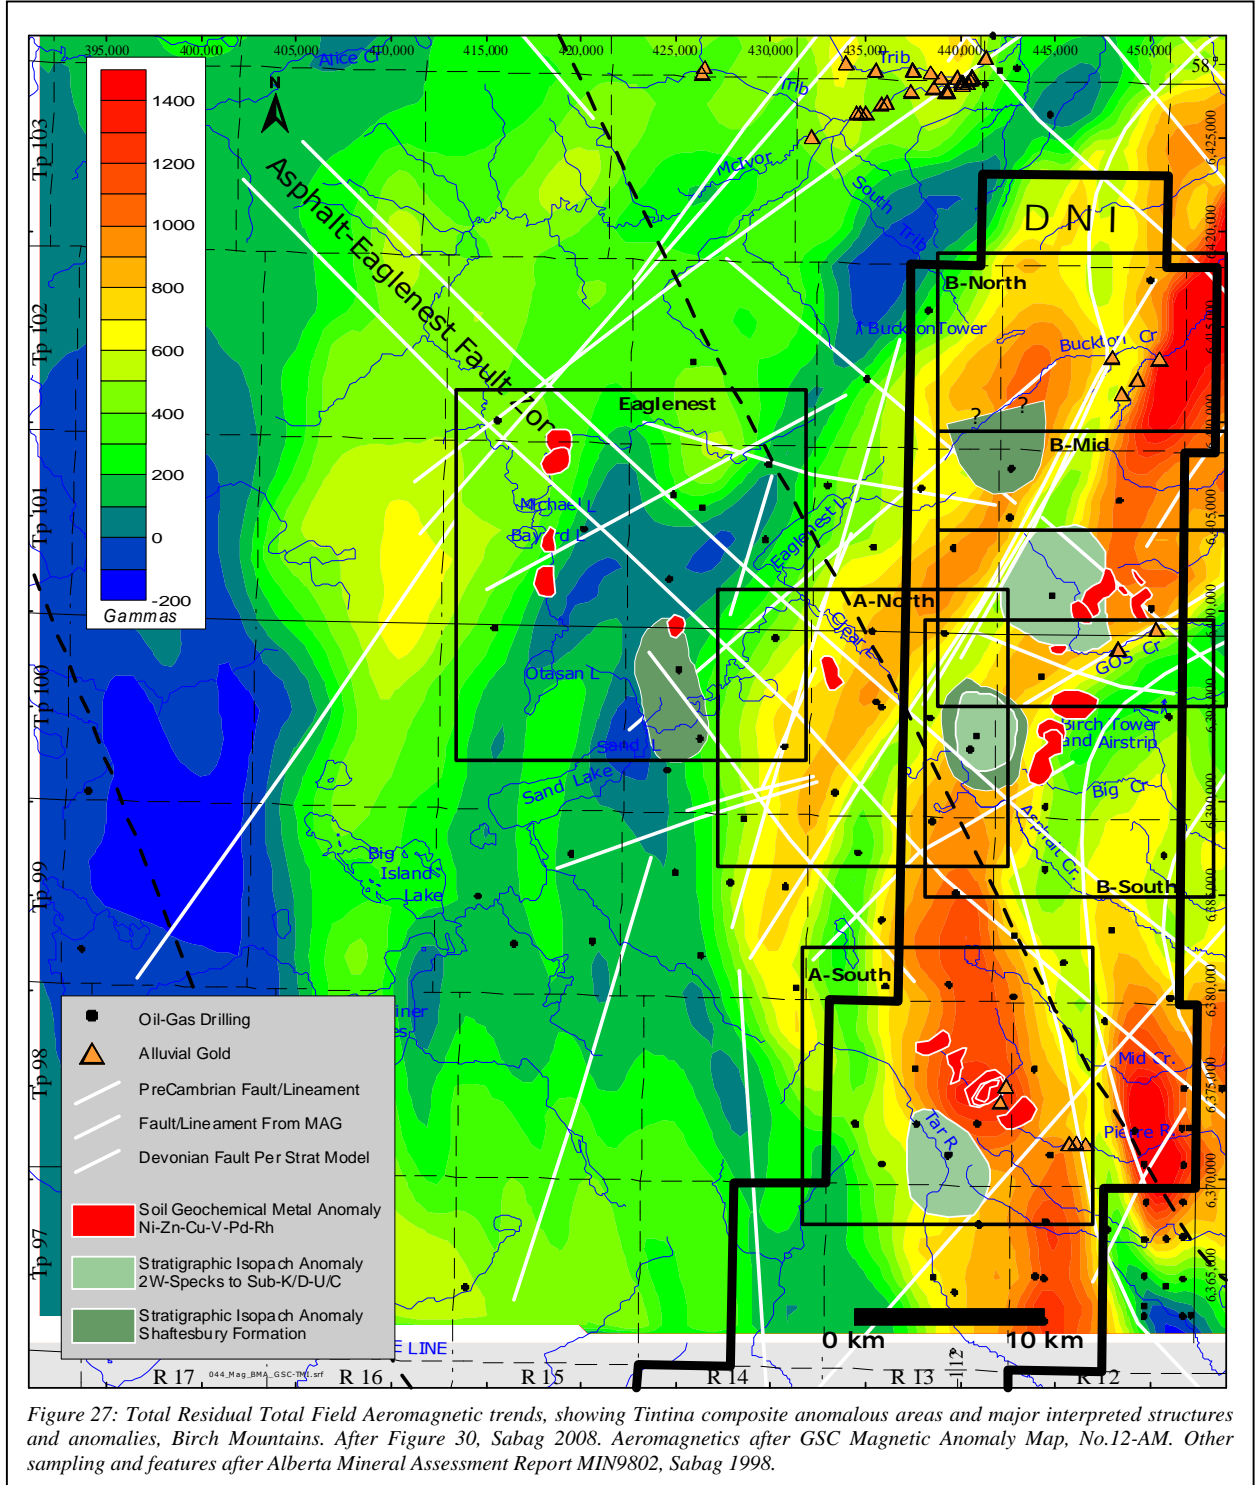 395,000 400,000 405,000 410,000 415,000 420,000 425,000 430,000 435,000 440,000 445,000 450,000
58°
Alice Cr
Trib
Trib
N
1400
1200
1000
800
600
400
200
0
-200
Gammas
Tp 103
Tp 102
Tp 101
Tp 100
Tp 99
Tp 98
Tp 97
6,425,000
6,420,000
6,415,000
6,405,000
6,400,000
6,395,000
6,390,000
6,385,000
6,380,000
6,375,000
6,370,000
6,365,000
McIvor
South
Trib
Asphalt-Eaglenest Fault Zon
DNI
B-North
Buckton Tower
Buckton Cr
Eaglenest
? ?
B-Mid
Michael L
Bayard L
Eaglenest L
A-North
Clear L
GOS Cr
Otasan L
Birch Tower
and Airstrip
Sand L
Sand Lake
Big Cr
Asphalt Cr.
Big
Island
Lake
B-South
A-South
Mid Cr.
Tar R
Pierre R.
iner
es
Oil-Gas Drilling
Alluvial Gold
PreCambrian Fault/Lineament
Fault/Lineament From MAG
Devonian Fault Per Strat Model
Soil Geochemical Metal Anomaly
Ni-Zn-Cu-V-Pd-Rh
Stratigraphic Isopach Anomaly
2W-Specks to Sub-K/D-U/C
Stratigraphic Isopach Anomaly
Shaftesbury Formation
0 km 10 km
E LINE
-112°
R 17 044_Mag_BMA_GSC-TMI.srf R 16 R 15 R 14 R 13 R 12
Figure 27: Total Residual Total Field Aeromagnetic trends, showing Tintina composite anomalous areas and major interpreted structures
and anomalies, Birch Mountains. After Figure 30, Sabag 2008. Aeromagnetics after GSC Magnetic Anomaly Map, No.12-AM. Other
sampling and features after Alberta Mineral Assessment Report MIN9802, Sabag 1998.